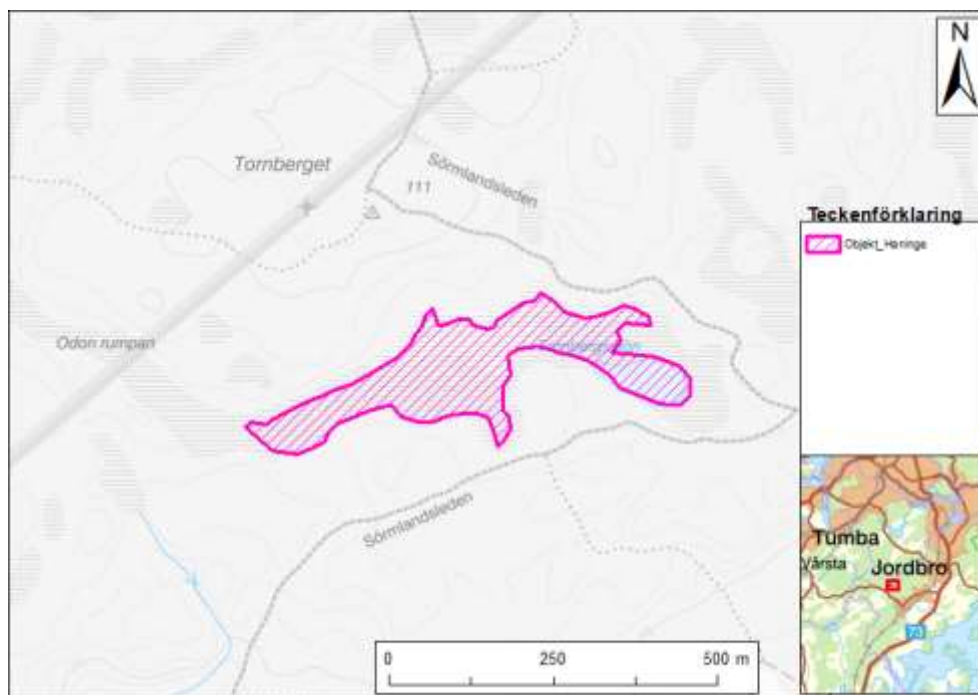 N
Tornberget
Sörmlandsleden
111
Teckenförklaring
Objekt_Haninge
Odon rumpan
Sörmlandsleden
Tumba
Vårsta
Jordbro
73
0
250
500 m